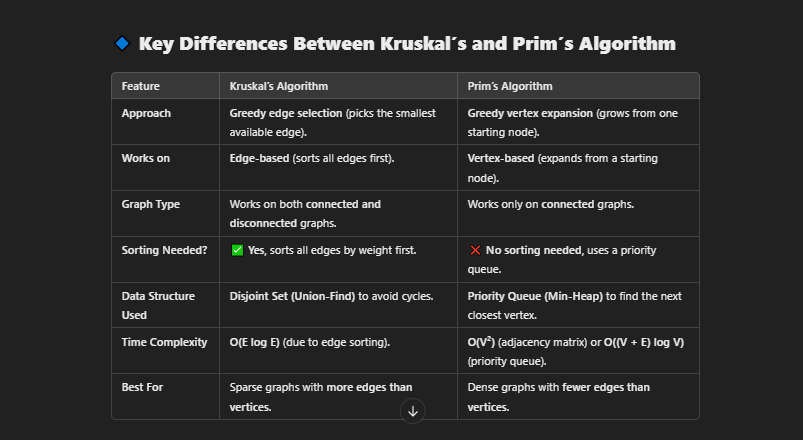 🔷 Key Differences Between Kruskal´s and Prim´s Algorithm
Feature Kruskal's Algorithm Prim's Algorithm
Approach Greedy edge selection (picks the smallest Greedy vertex expansion (grows from one
available edge). starting node).
Works on Edge-based (sorts all edges first). Vertex-based (expands from a starting
node).
Graph Type Works on both connected and Works only on connected graphs.
disconnected graphs.
Sorting Needed? ✅ Yes, sorts all edges by weight first. ❌ No sorting needed, uses a priority
queue.
Data Structure Disjoint Set (Union-Find) to avoid cycles. Priority Queue (Min-Heap) to find the next
Used closest vertex.
Time Complexity O(E log E) (due to edge sorting). O(V²) (adjacency matrix) or O((V + E) log V)
(priority queue).
Best For Sparse graphs with more edges than Dense graphs with fewer edges than
vertices. vertices.